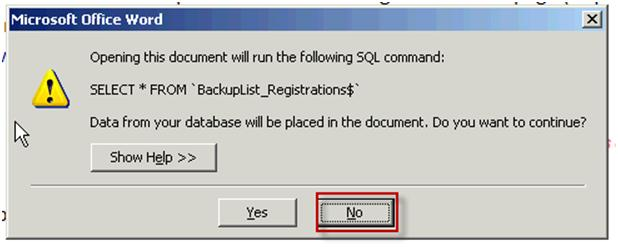 Microsoft Office Word
Opening this document will run the following SQL command:
SELECT * FROM `BackupList_Registrations$`
Data from your database will be placed in the document. Do you want to continue?
Show Help >>
Yes
No